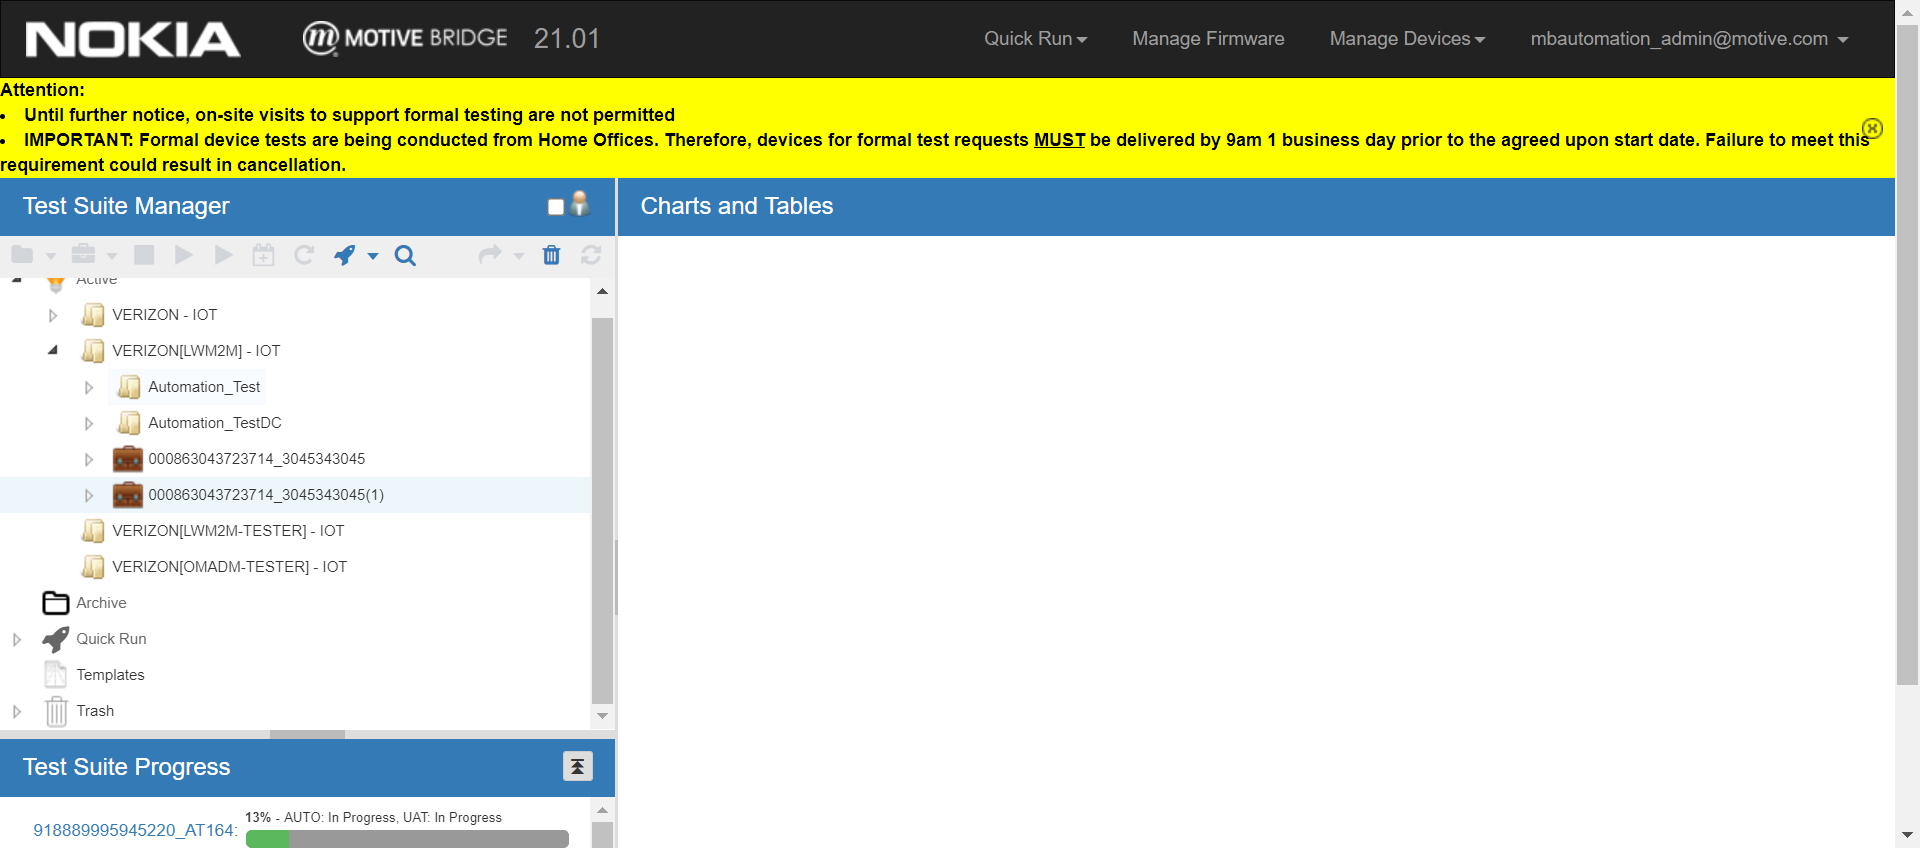 NOKIA
m MOTIVE BRIDGE 21.01
Quick Run
Manage Firmware
Manage Devices
mbautomation_admin@motive.com
Attention:
• Until further notice, on-site visits to support formal testing are not permitted
• IMPORTANT: Formal device tests are being conducted from Home Offices. Therefore, devices for formal test requests MUST be delivered by 9am 1 business day prior to the agreed upon start date. Failure to meet this
requirement could result in cancellation.
Test Suite Manager
Charts and Tables
Active
VERIZON - IOT
VERIZON[LWM2M] - IOT
Automation_Test
Automation_TestDC
000863043723714_3045343045
000863043723714_3045343045(1)
VERIZON[LWM2M-TESTER] - IOT
VERIZON[OMADM-TESTER] - IOT
Archive
Quick Run
Templates
Trash
Test Suite Progress
918889995945220_AT164:
13% - AUTO: In Progress, UAT: In Progress